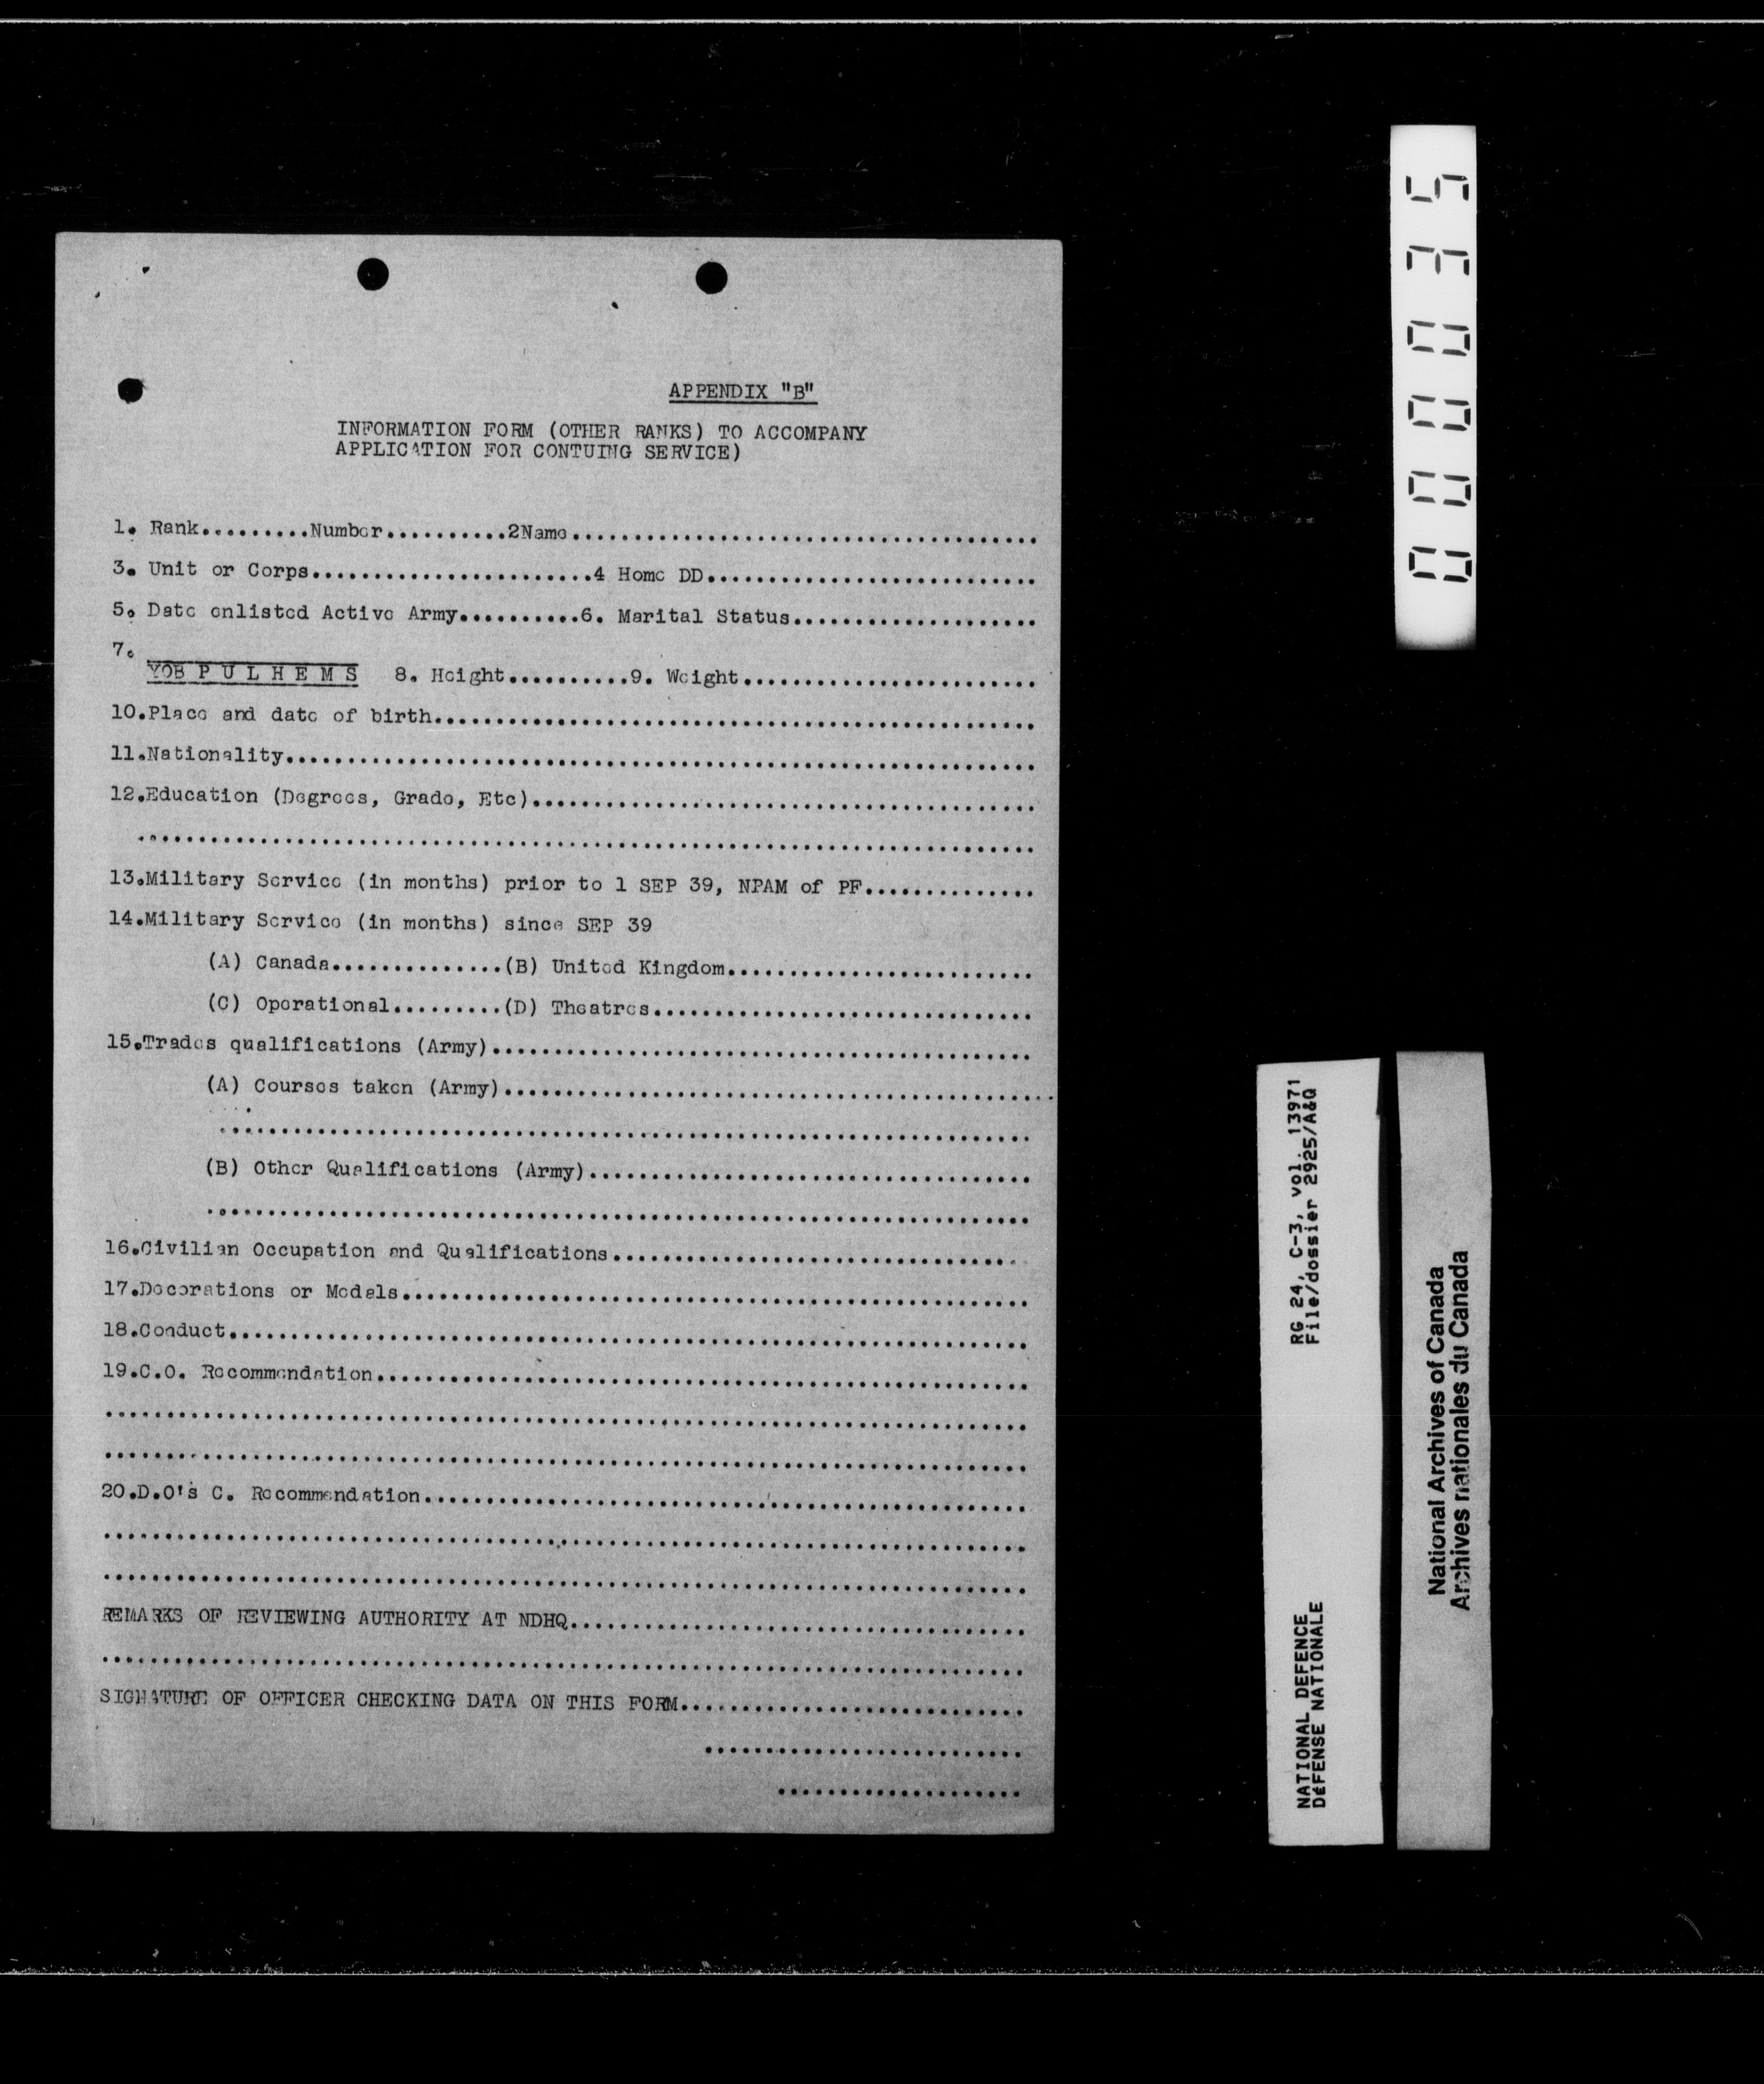 APPENDIX "B"
INFORMATION FORM (OTHER RANKS) TO ACCOMPANY
APPLICATION FOR CONTUING SERVICE)
1. Rank.........Number..........2Name......................................
3. Unit or Corps.......................4 Home DD...........................
5. Date enlisted Active Army..........6. Marital Status....................
7.
YOB P U L H E M S 8. Height..........9. Weight........................
10.Place and date of birth.................................................
11.Nationality.............................................................
12.Education (Degrees, Grade, Etc).........................................
.........................................................................
13.Military Service (in months) prior to 1 SEP 39, NPAM of PF..............
14.Military Service (in months) since SEP 39
(A) Canada..............(B) United Kingdom.........................
(C) Operational.........(D) Theatres...............................
15.Trades qualifications (Army)............................................
(A) Courses taken (Army).............................................
..................................................................
(B) Other Qualifications (Army)....................................
...................................................................
16.Civilian Occupation and Qualifications.................................
17.Decorations or Medals...................................................
18.Conduct.................................................................
19.C.O. Recommendation.....................................................
...........................................................................
...........................................................................
20.D.O's C. Recommendation.................................................
...........................................................................
...........................................................................
REMARKS OF REVIEWING AUTHORITY AT NDHQ.....................................
...........................................................................
SIGNATURE OF OFFICER CHECKING DATA ON THIS FORM............................
..........................
....................
000035
RG 24, C-3, vol. 13971
File/dossier 2925/A&Q
NATIONAL DEFENCE
DéFENSE NATIONALE
National Archives of Canada
Archives nationales du Canada